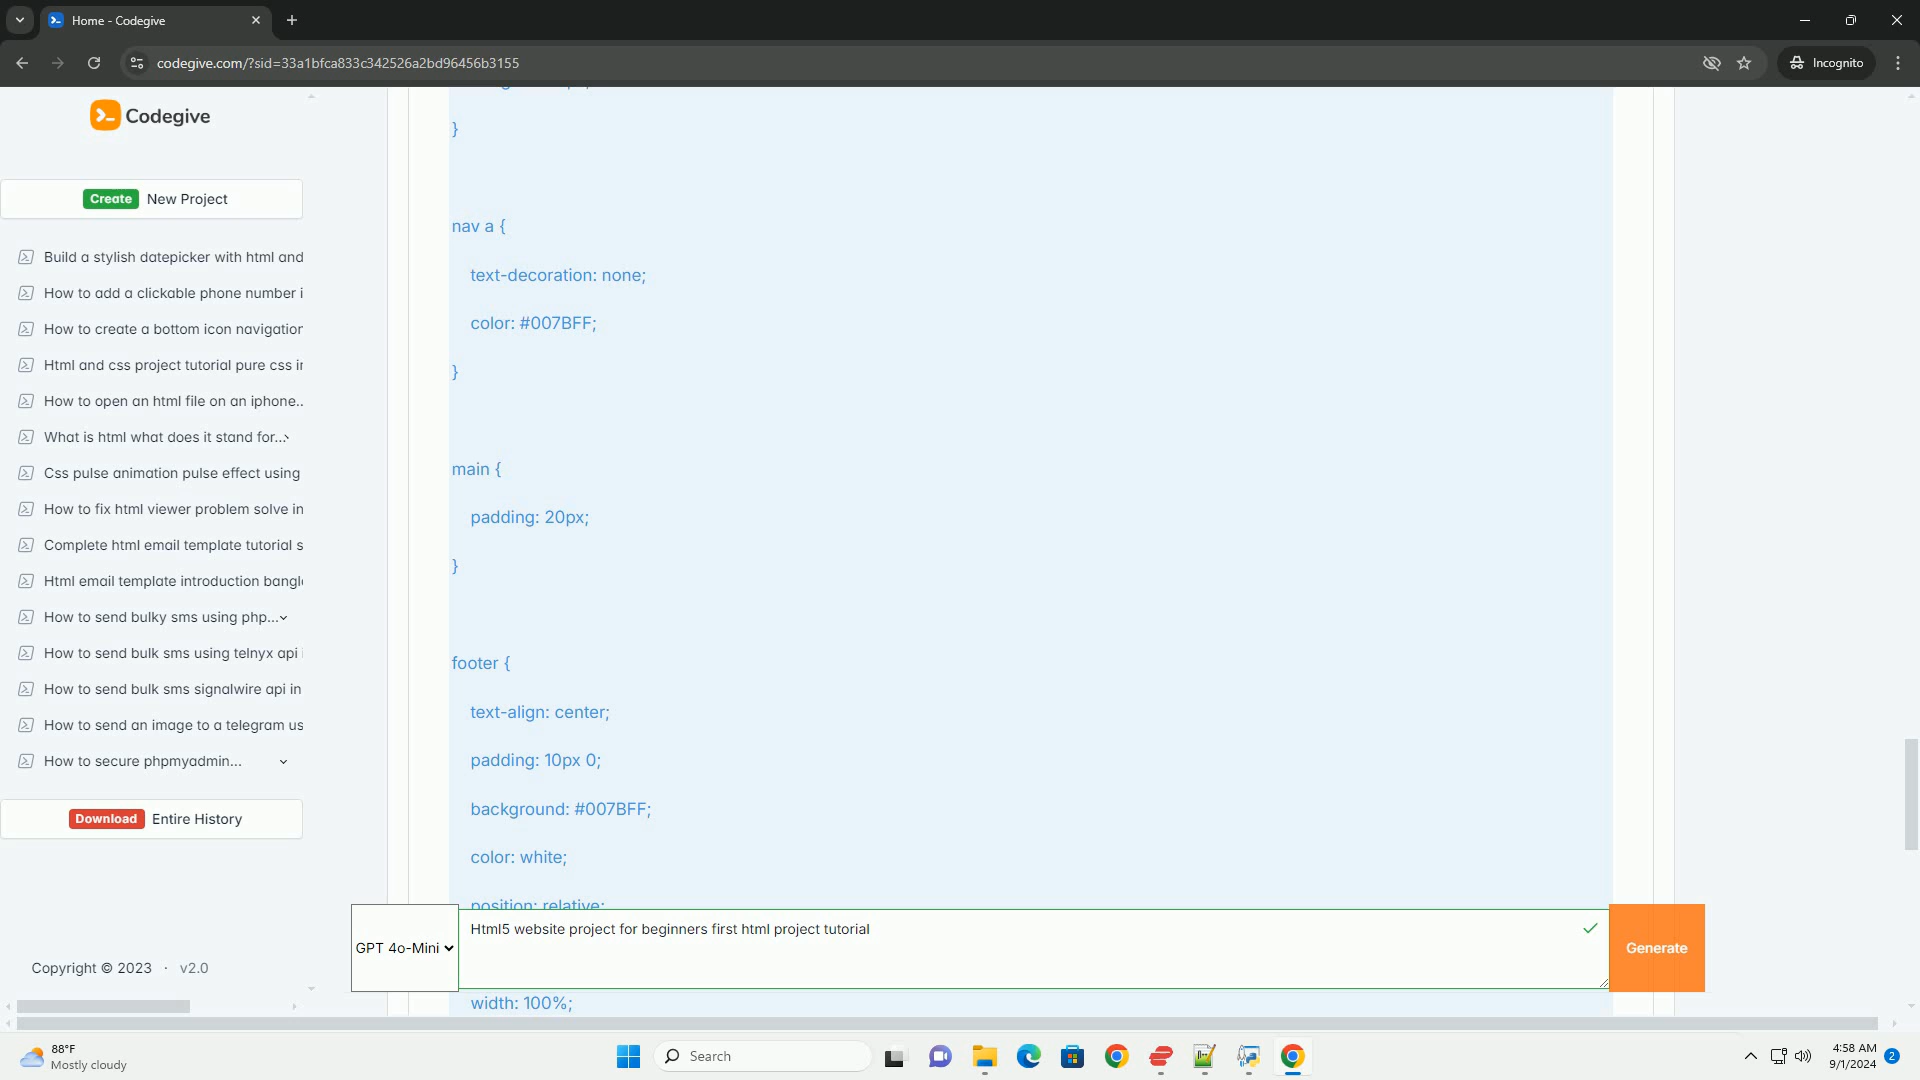 Home - Codegive
codegive.com/?sid=33a1bfca833c342526a2bd96456b3155
Incognito
Codegive
Create New Project
Build a stylish datepicker with html and
How to add a clickable phone number i
How to create a bottom icon navigation
Html and css project tutorial pure css in
How to open an html file on an iphone..
What is html what does it stand for...
Css pulse animation pulse effect using
How to fix html viewer problem solve in
Complete html email template tutorial s
Html email template introduction bangl
How to send bulky sms using php...
How to send bulk sms using telnyx api
How to send bulk sms signalwire api in
How to send an image to a telegram us
How to secure phpmyadmin...
Download Entire History
Copyright © 2023 · v2.0
}
nav a {
text-decoration: none;
color: #007BFF;
}
main {
padding: 20px;
}
footer {
text-align: center;
padding: 10px 0;
background: #007BFF;
color: white;
position: relative;
GPT 4o-Mini
Html5 website project for beginners first html project tutorial
Generate
width: 100%;
88°F
Mostly cloudy
Search
4:58 AM
9/1/2024
2